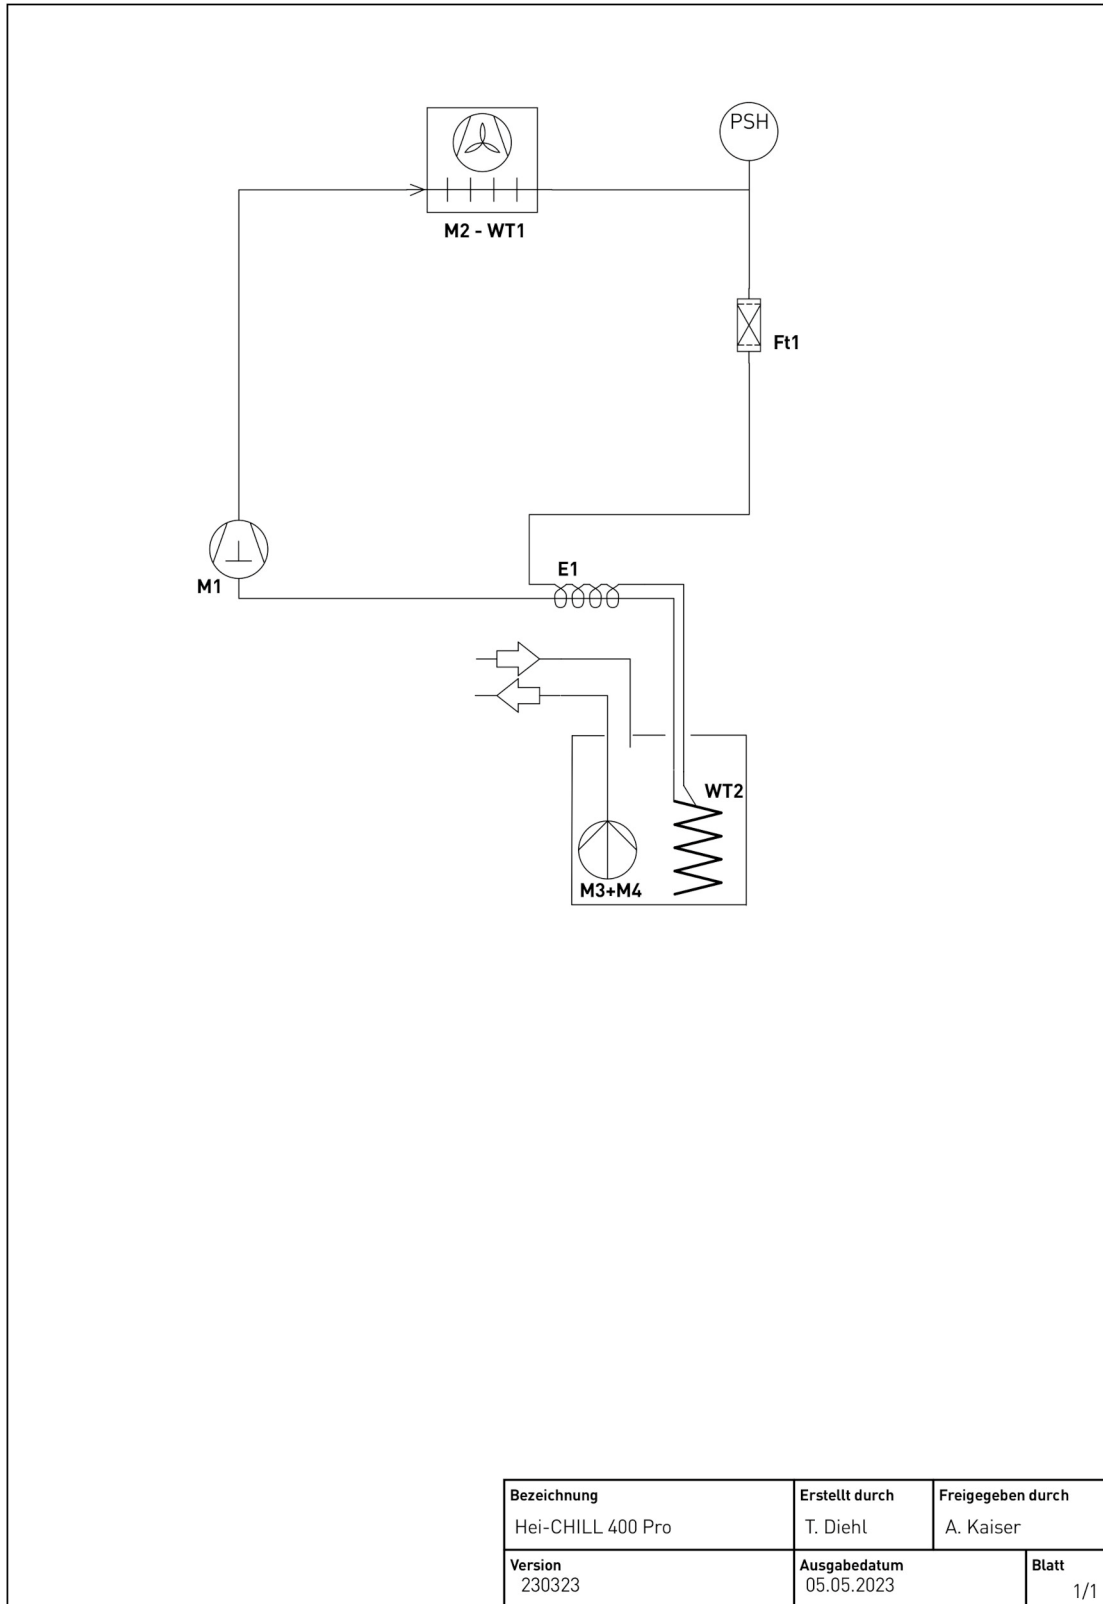 PSH
M2 - WT1
Ft1
E1
M1
WT2
M3+M4
Bezeichnung
Hei-CHILL 400 Pro
Erstellt durch
T. Diehl
Freigegeben durch
A. Kaiser
Version
230323
Ausgabedatum
05.05.2023
Blatt
1/1